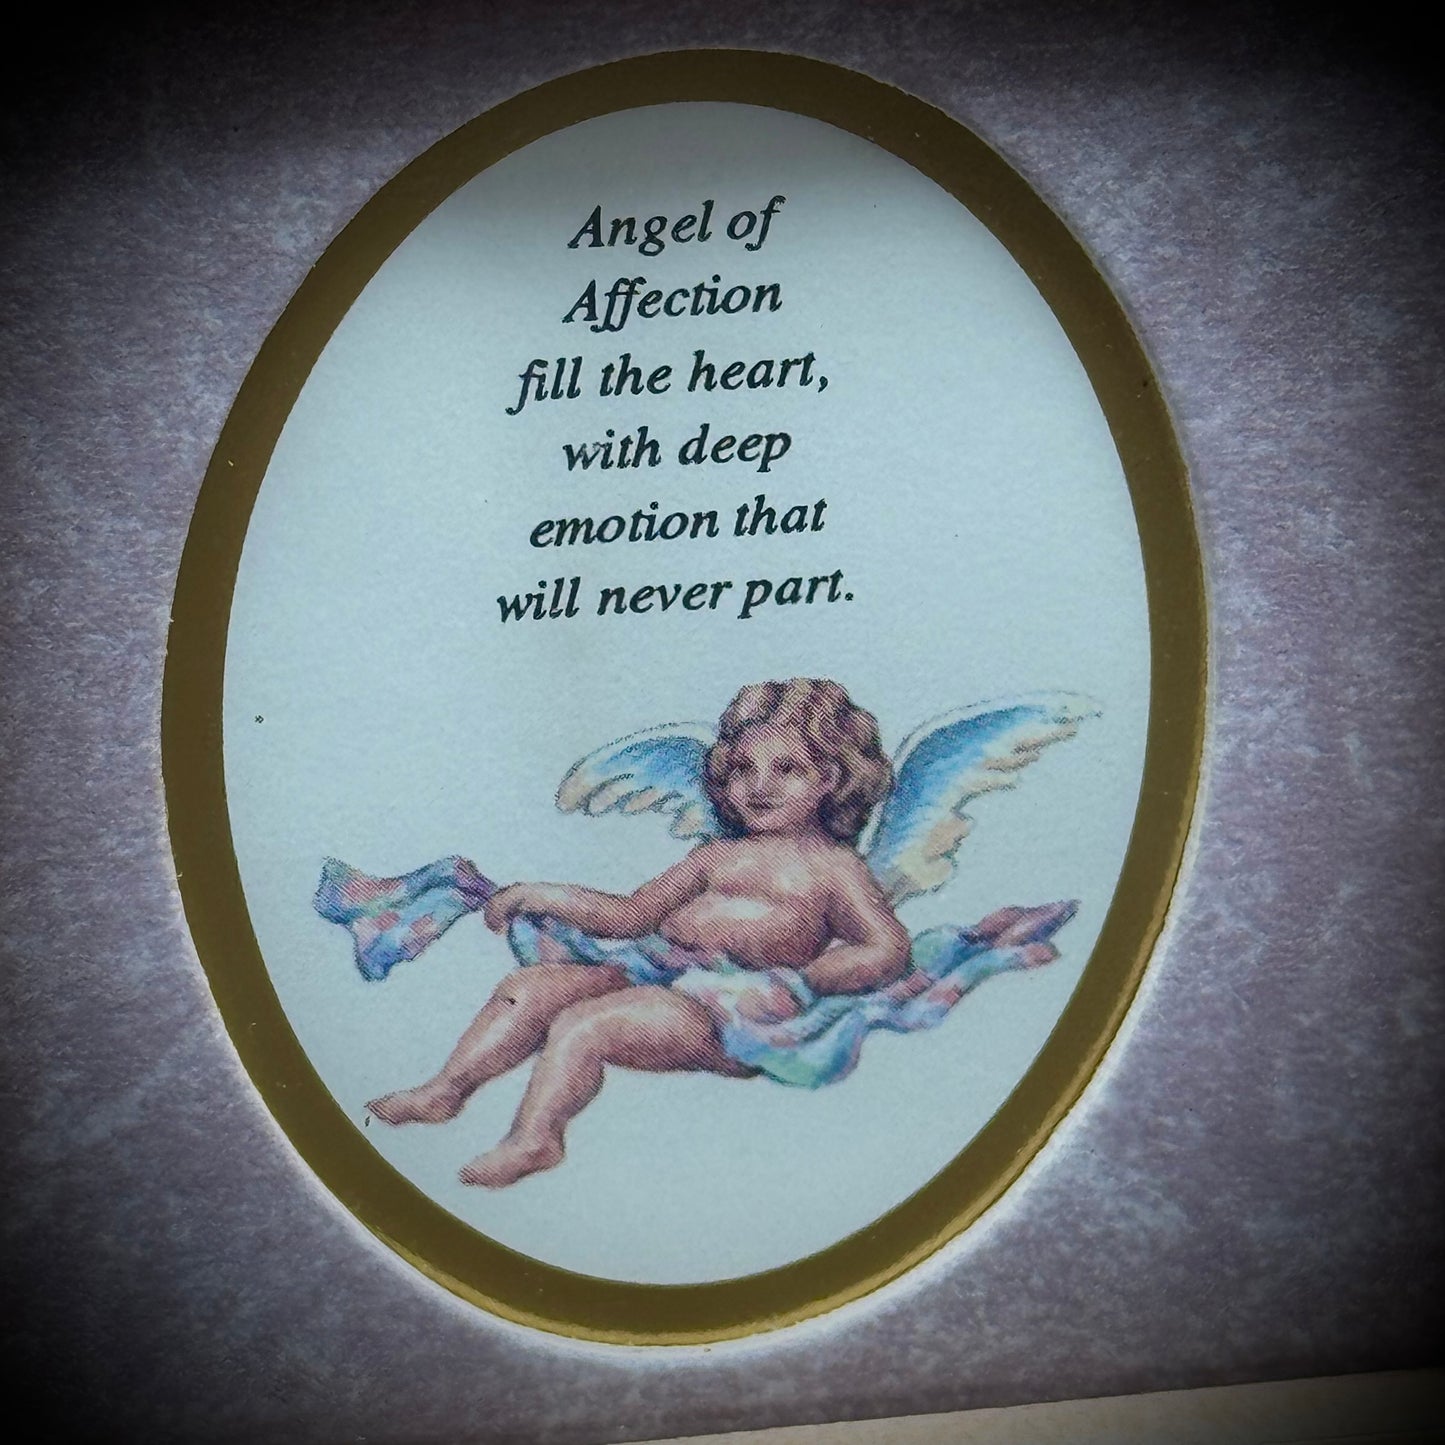 Angel of
Affection
fill the heart,
with deep
emotion that
will never part.